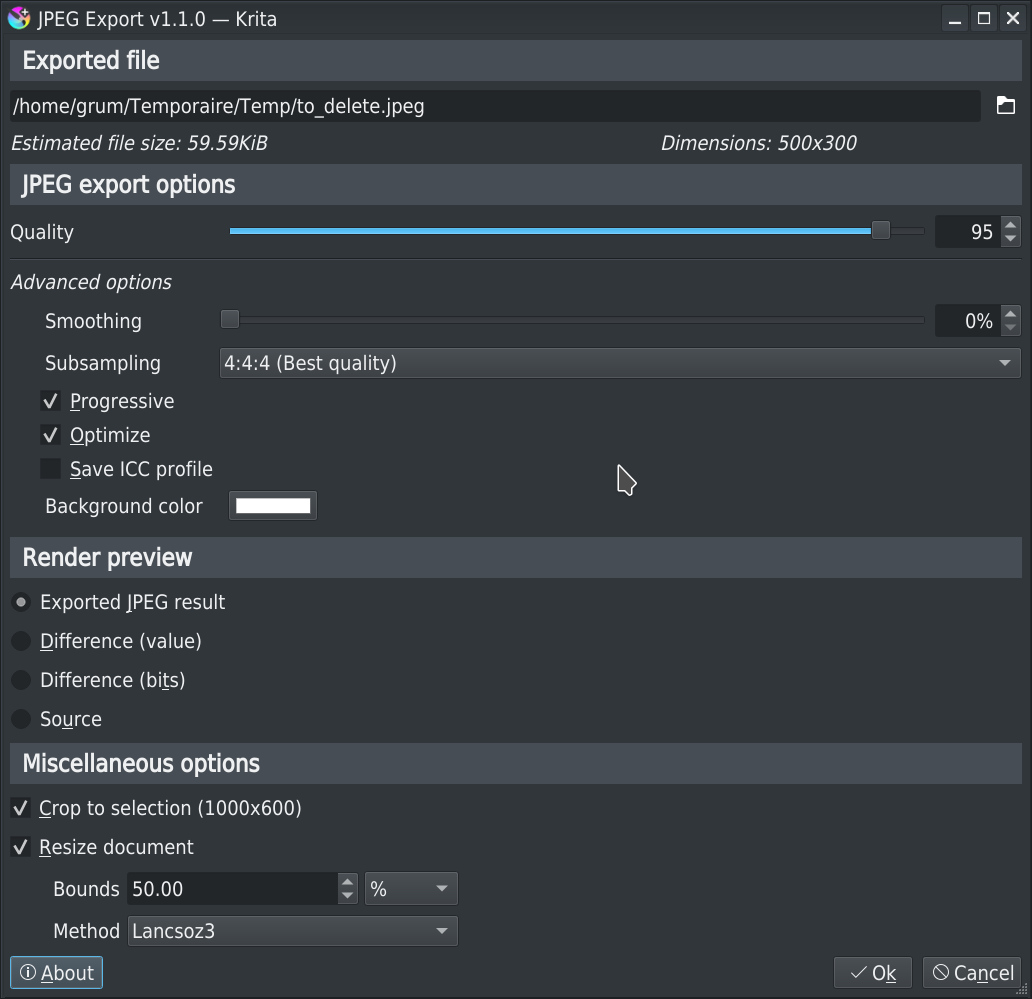 JPEG Export v1.1.0 — Krita
Exported file
/home/grum/Temporaire/Temp/to_delete.jpeg
Estimated file size: 59.59KiB Dimensions: 500x300
JPEG export options
Quality 95
Advanced options
Smoothing 0%
Subsampling 4:4:4 (Best quality)
Progressive
Optimize
Save ICC profile
Background color
Render preview
Exported JPEG result
Difference (value)
Difference (bits)
Source
Miscellaneous options
Crop to selection (1000x600)
Resize document
Bounds 50.00 %
Method Lancsoz3
About Ok Cancel